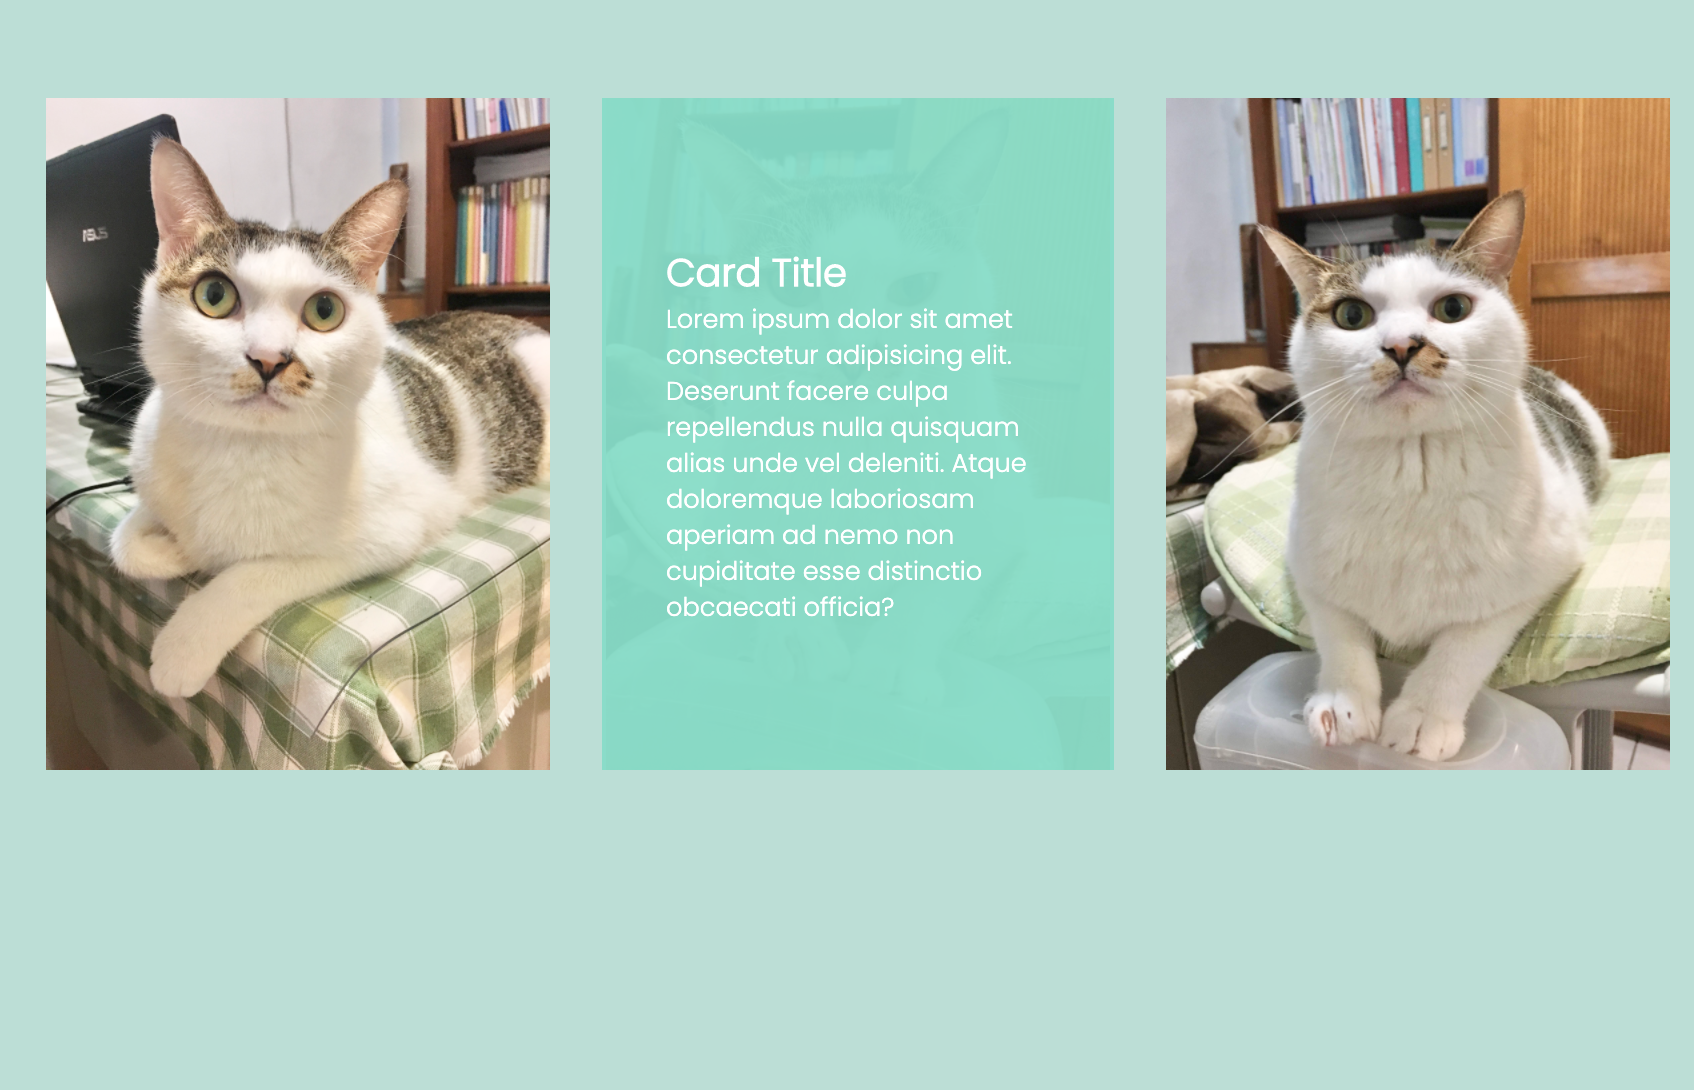 ASUS
Card Title
Lorem ipsum dolor sit amet
consectetur adipisicing elit.
Deserunt facere culpa
repellendus nulla quisquam
alias unde vel deleniti. Atque
doloremque laboriosam
aperiam ad nemo non
cupiditate esse distinctio
obcaecati officia?